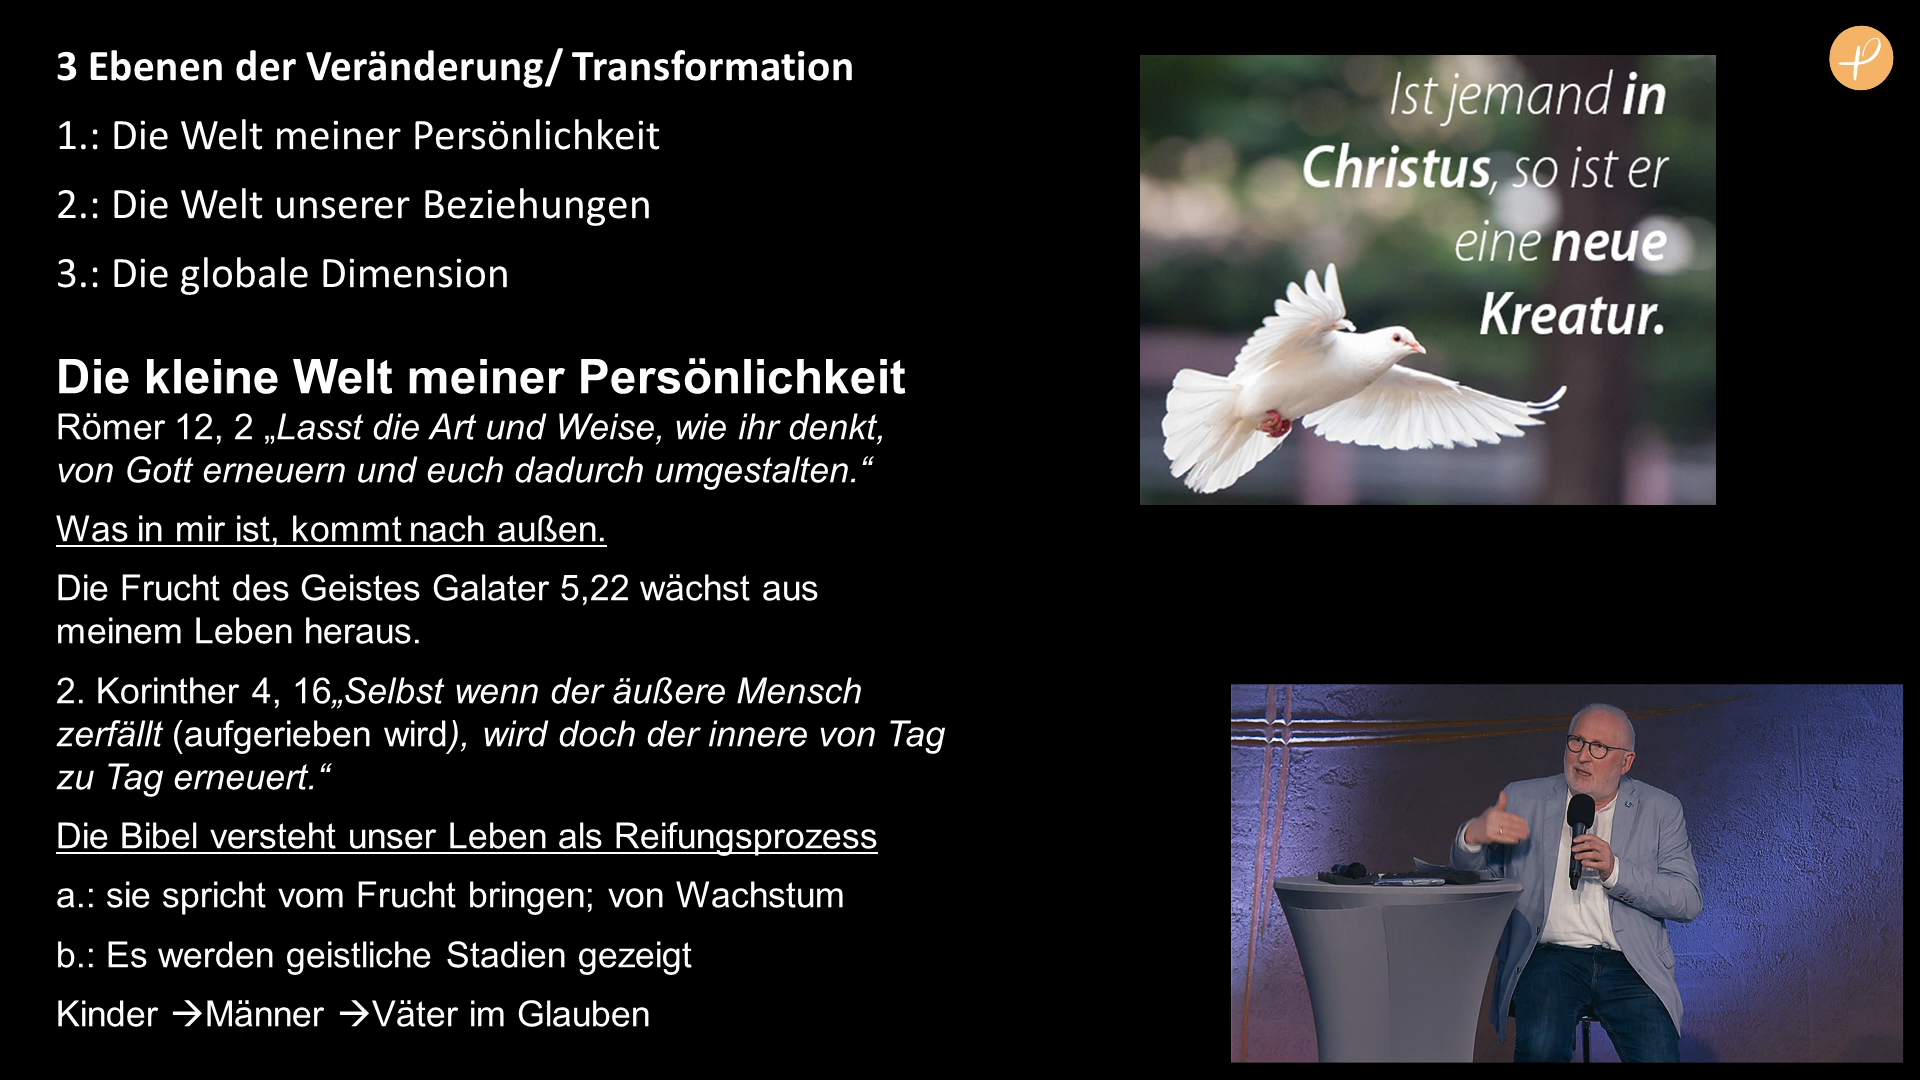 3 Ebenen der Veränderung/ Transformation
1.: Die Welt meiner Persönlichkeit
2.: Die Welt unserer Beziehungen
3.: Die globale Dimension
Die kleine Welt meiner Persönlichkeit
Römer 12, 2 „Lasst die Art und Weise, wie ihr denkt,
von Gott erneuern und euch dadurch umgestalten.“
Was in mir ist, kommt nach außen.
Die Frucht des Geistes Galater 5,22 wächst aus
meinem Leben heraus.
2. Korinther 4, 16„Selbst wenn der äußere Mensch
zerfällt (aufgerieben wird), wird doch der innere von Tag
zu Tag erneuert.“
Die Bibel versteht unser Leben als Reifungsprozess
a.: sie spricht vom Frucht bringen; von Wachstum
b.: Es werden geistliche Stadien gezeigt
Kinder →Männer →Väter im Glauben
Ist jemand in
Christus, so ist er
eine neue
Kreatur.